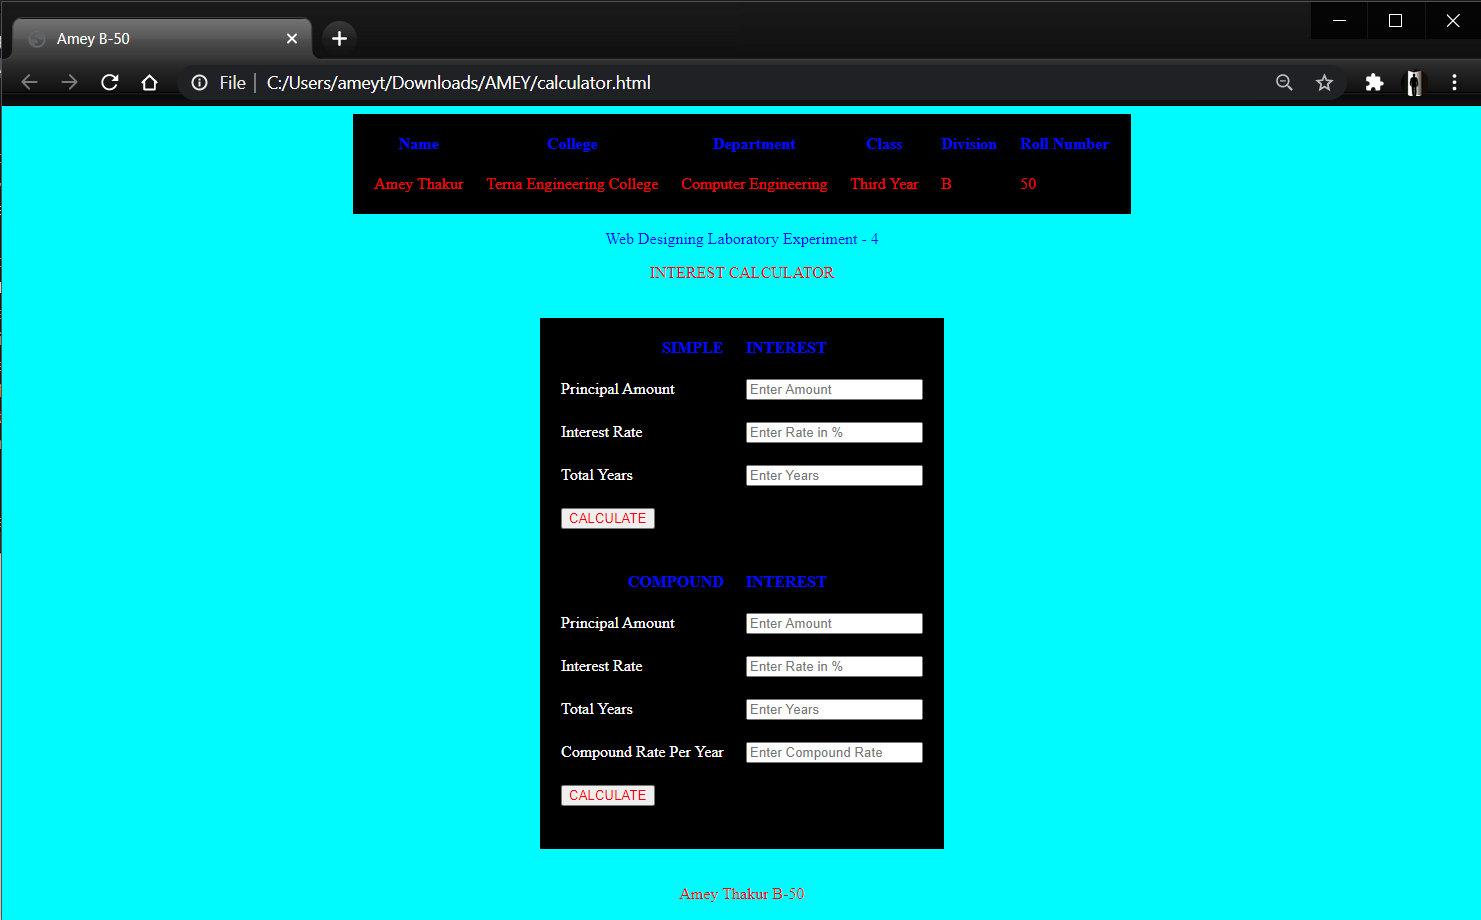 Amey B-50
File C:/Users/ameyt/Downloads/AMEY/calculator.html
Name College Department Class Division Roll Number
Amey Thakur Terna Engineering College Computer Engineering Third Year B 50
Web Designing Laboratory Experiment - 4
INTEREST CALCULATOR
SIMPLE INTEREST
Principal Amount Enter Amount
Interest Rate Enter Rate in %
Total Years Enter Years
CALCULATE
COMPOUND INTEREST
Principal Amount Enter Amount
Interest Rate Enter Rate in %
Total Years Enter Years
Compound Rate Per Year Enter Compound Rate
CALCULATE
Amey Thakur B-50